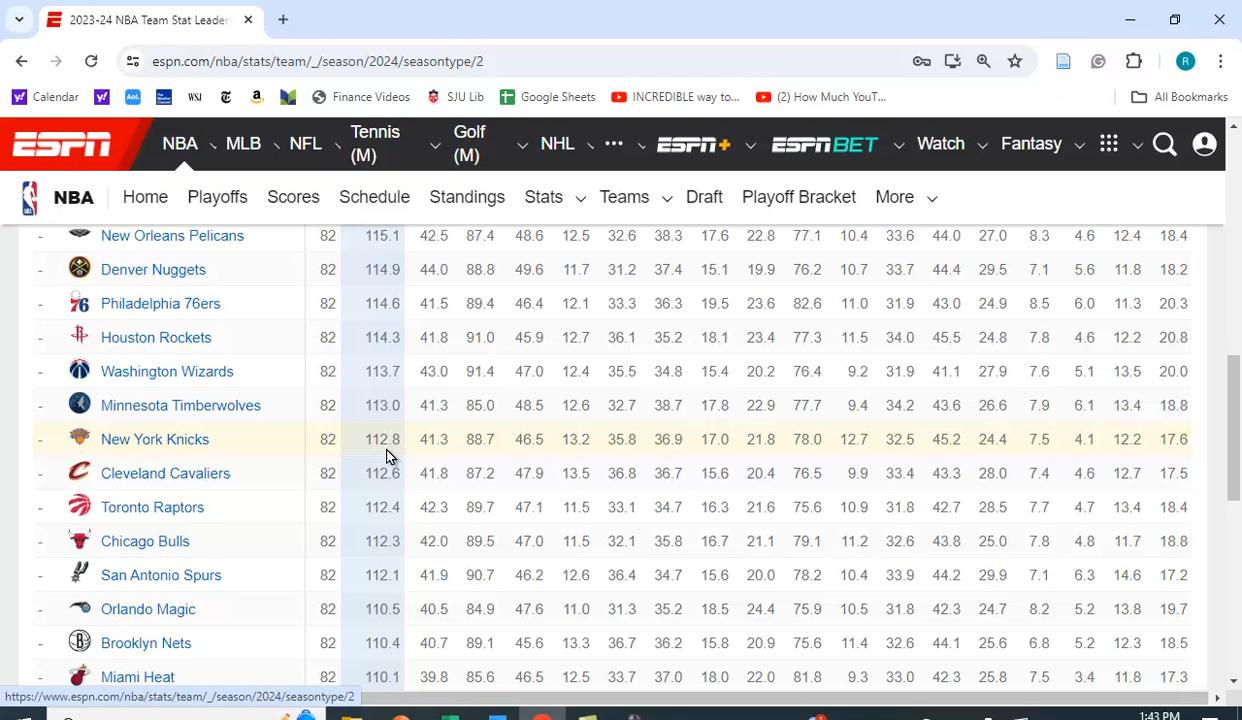 2023-24 NBA Team Stat Leader
espn.com/nba/stats/team/_/season/2024/seasontype/2
R
Calendar
AoL
WSJ
Finance Videos
SJU Lib
Google Sheets
INCREDIBLE way to...
(2) How Much YouT...
All Bookmarks
ESPN
NBA
MLB
NFL
Tennis (M)
Golf (M)
NHL
ESPN+
ESPN BET
Watch
Fantasy
NBA
Home
Playoffs
Scores
Schedule
Standings
Stats
Teams
Draft
Playoff Bracket
More
- New Orleans Pelicans 82 115.1 42.5 87.4 48.6 12.5 32.6 38.3 17.6 22.8 77.1 10.4 33.6 44.0 27.0 8.3 4.6 12.4 18.4
- Denver Nuggets 82 114.9 44.0 88.8 49.6 11.7 31.2 37.4 15.1 19.9 76.2 10.7 33.7 44.4 29.5 7.1 5.6 11.8 18.2
- Philadelphia 76ers 82 114.6 41.5 89.4 46.4 12.1 33.3 36.3 19.5 23.6 82.6 11.0 31.9 43.0 24.9 8.5 6.0 11.3 20.3
- Houston Rockets 82 114.3 41.8 91.0 45.9 12.7 36.1 35.2 18.1 23.4 77.3 11.5 34.0 45.5 24.8 7.8 4.6 12.2 20.8
- Washington Wizards 82 113.7 43.0 91.4 47.0 12.4 35.5 34.8 15.4 20.2 76.4 9.2 31.9 41.1 27.9 7.6 5.1 13.5 20.0
- Minnesota Timberwolves 82 113.0 41.3 85.0 48.5 12.6 32.7 38.7 17.8 22.9 77.7 9.4 34.2 43.6 26.6 7.9 6.1 13.4 18.8
- New York Knicks 82 112.8 41.3 88.7 46.5 13.2 35.8 36.9 17.0 21.8 78.0 12.7 32.5 45.2 24.4 7.5 4.1 12.2 17.6
- Cleveland Cavaliers 82 112.6 41.8 87.2 47.9 13.5 36.8 36.7 15.6 20.4 76.5 9.9 33.4 43.3 28.0 7.4 4.6 12.7 17.5
- Toronto Raptors 82 112.4 42.3 89.7 47.1 11.5 33.1 34.7 16.3 21.6 75.6 10.9 31.8 42.7 28.5 7.7 4.7 13.4 18.4
- Chicago Bulls 82 112.3 42.0 89.5 47.0 11.5 32.1 35.8 16.7 21.1 79.1 11.2 32.6 43.8 25.0 7.8 4.8 11.7 18.8
- San Antonio Spurs 82 112.1 41.9 90.7 46.2 12.6 36.4 34.7 15.6 20.0 78.2 10.4 33.9 44.2 29.9 7.1 6.3 14.6 17.2
- Orlando Magic 82 110.5 40.5 84.9 47.6 11.0 31.3 35.2 18.5 24.4 75.9 10.5 31.8 42.3 24.7 8.2 5.2 13.8 19.7
- Brooklyn Nets 82 110.4 40.7 89.1 45.6 13.3 36.7 36.2 15.8 20.9 75.6 11.4 32.6 44.1 25.6 6.8 5.2 12.3 18.5
- Miami Heat 82 110.1 39.8 85.6 46.5 12.5 33.7 37.0 18.0 22.0 81.8 9.3 33.0 42.3 25.8 7.5 3.4 11.8 17.3
https://www.espn.com/nba/stats/team/_/season/2024/seasontype/2
1:43 PM